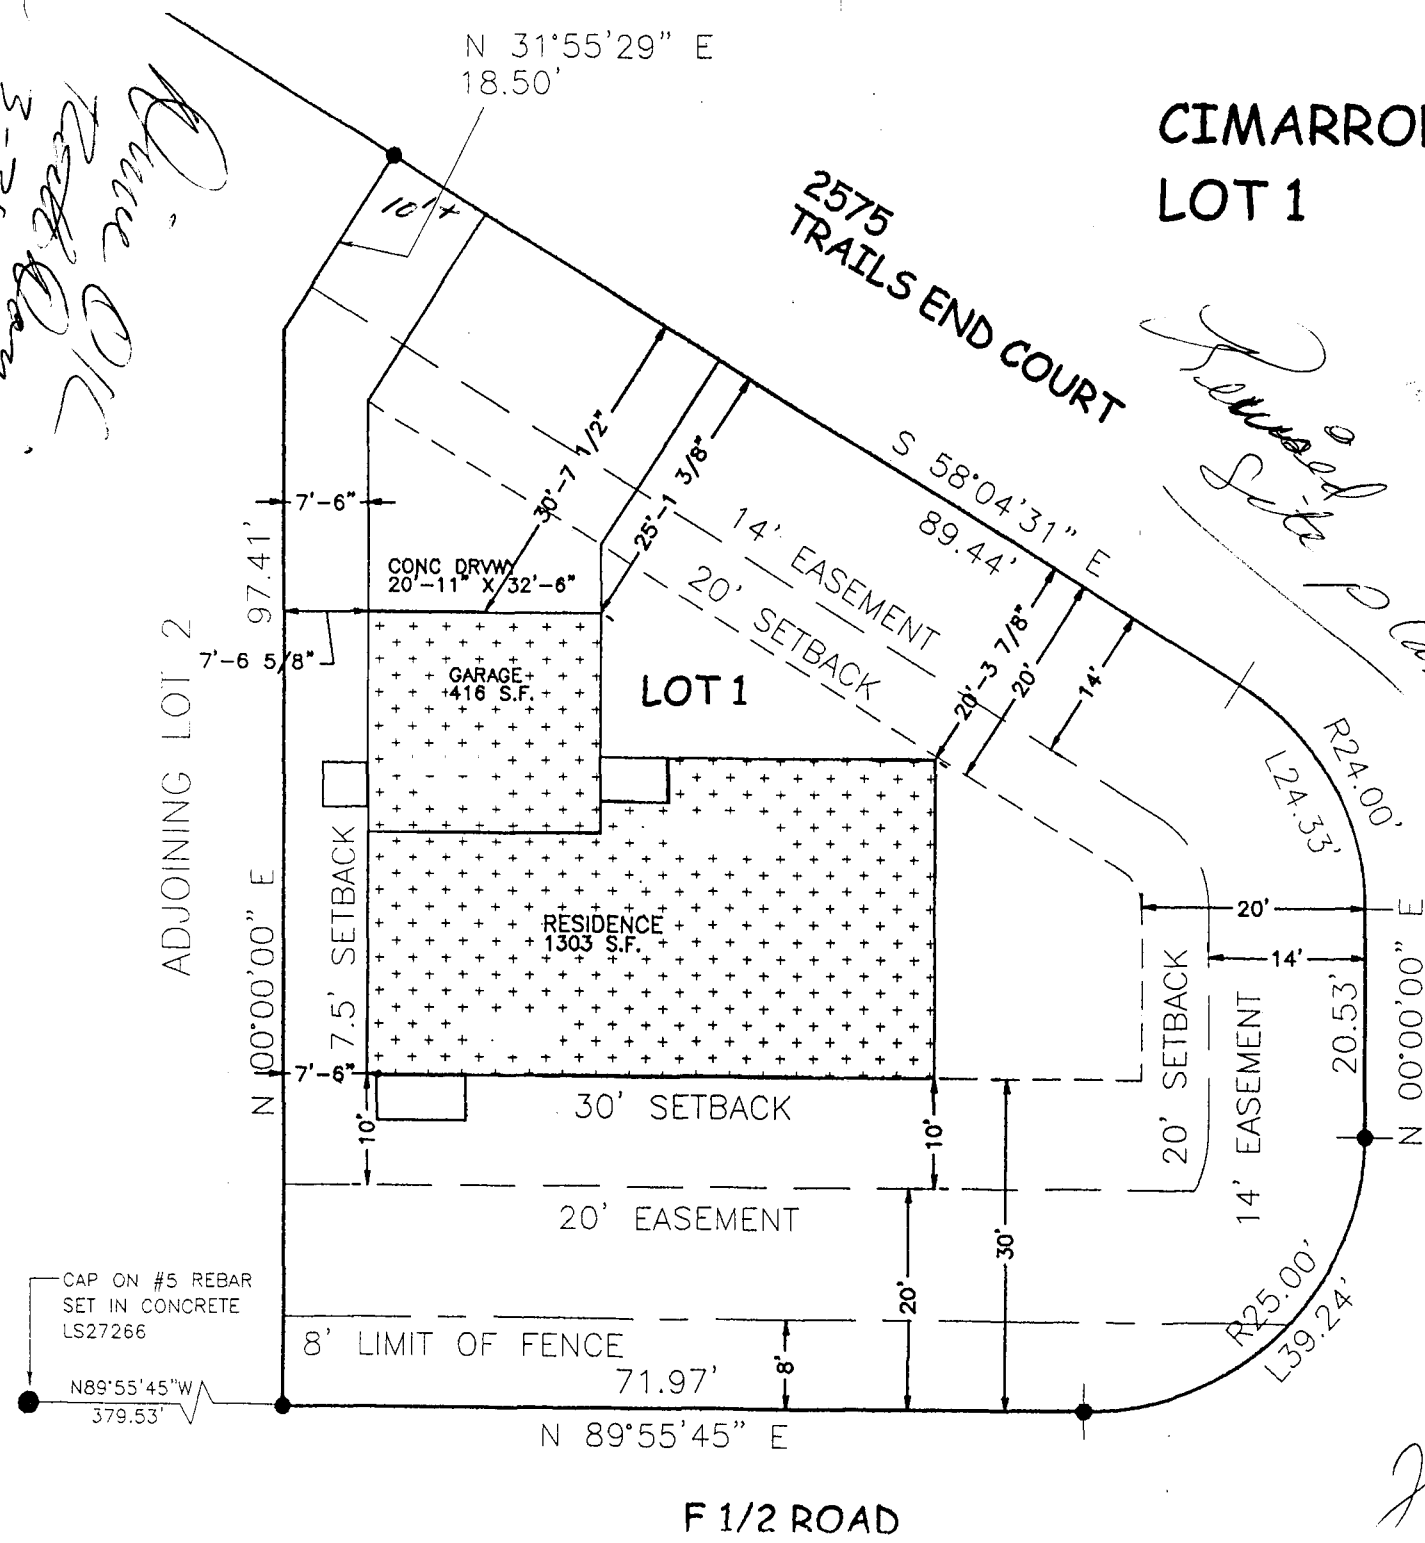 N 31°55'29" E
18.50'
CIMARRO
LOT 1
Drive O/K
10'+
2575
TRAILS END COURT
Revised
Site
S 58°04'31" E
89.44'
30'-7 1/2"
25'-1 3/8"
14' EASEMENT
20' SETBACK
7'-6"
97.41'
CONC DRVWY
20'-11" X 32'-6"
7'-6 5/8"
GARAGE
416 S.F.
LOT 1
20'-3 7/8"
20'
14'
R24.00'
L24.33'
ADJOINING LOT 2
N 00°00'00" E
7.5' SETBACK
RESIDENCE
1303 S.F.
20'
14'
20' SETBACK
14' EASEMENT
20.53'
N 00°00'00" E
7'-6"
30' SETBACK
10'
10'
20' EASEMENT
20'
30'
CAP ON #5 REBAR
SET IN CONCRETE
LS27266
8' LIMIT OF FENCE
8'
R25.00'
L39.24'
N89°55'45"W
379.53'
71.97'
N 89°55'45" E
F 1/2 ROAD